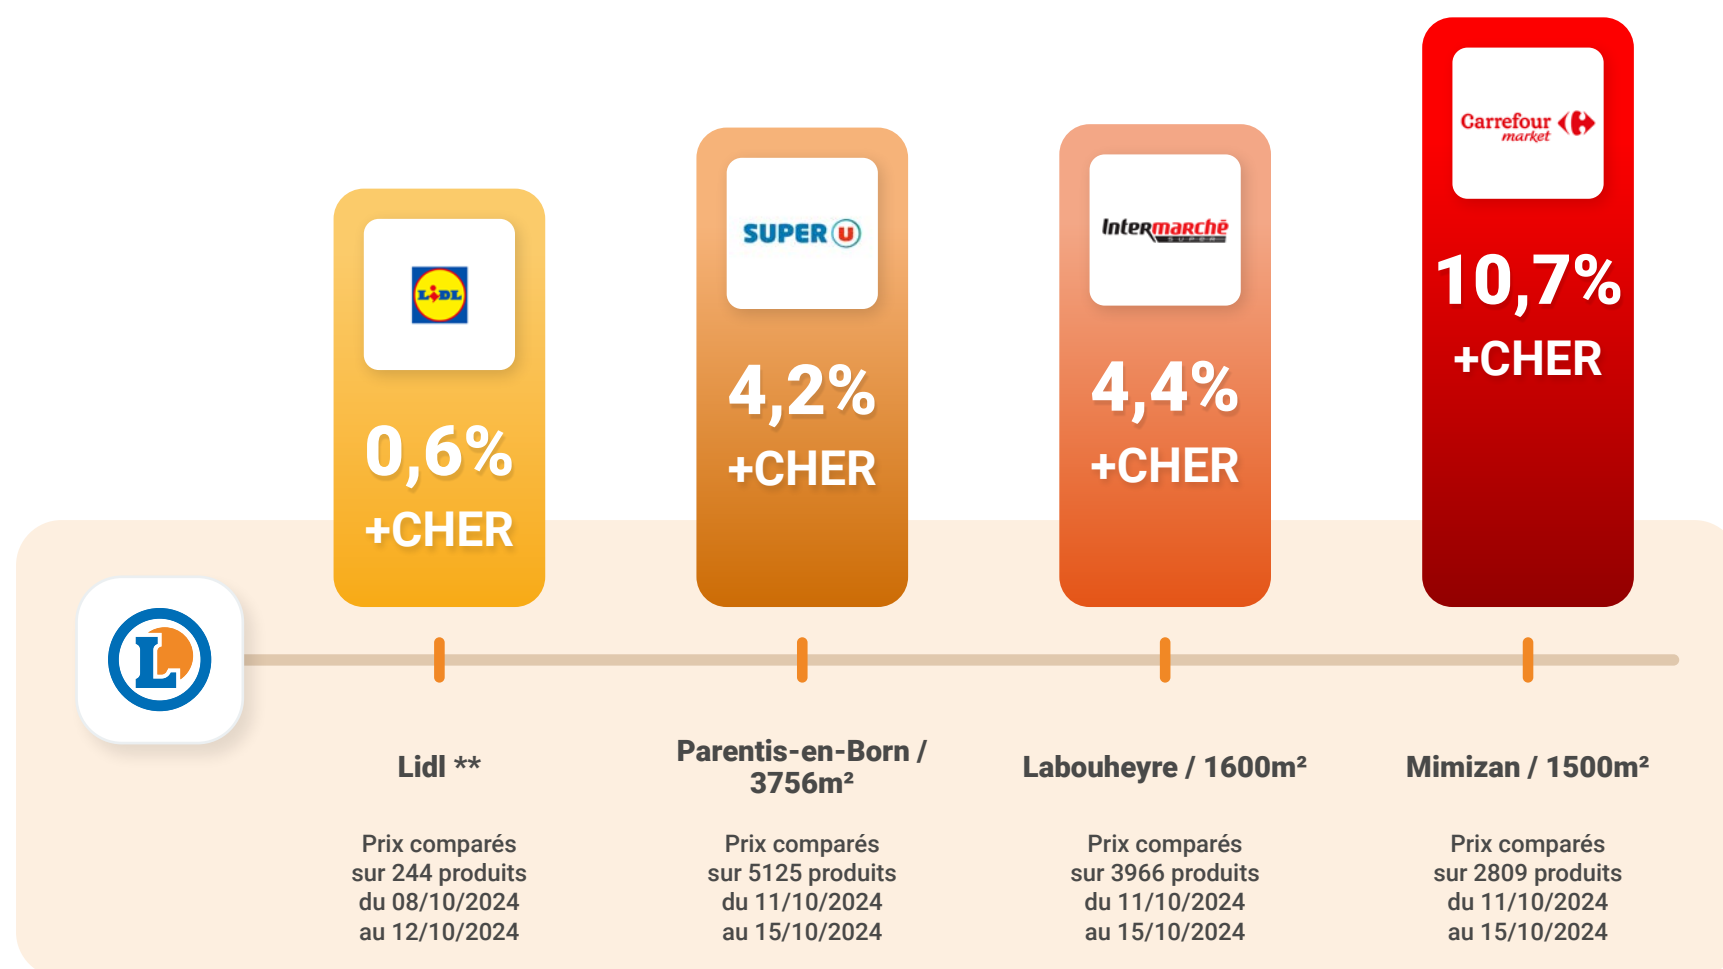 LIDL
0,6%
+CHER
SUPER U
4,2%
+CHER
Intermarchē
SUPER
4,4%
+CHER
Carrefour
market
10,7%
+CHER
L
Lidl **
Prix comparés
sur 244 produits
du 08/10/2024
au 12/10/2024
Parentis-en-Born /
3756m²
Prix comparés
sur 5125 produits
du 11/10/2024
au 15/10/2024
Labouheyre / 1600m²
Prix comparés
sur 3966 produits
du 11/10/2024
au 15/10/2024
Mimizan / 1500m²
Prix comparés
sur 2809 produits
du 11/10/2024
au 15/10/2024